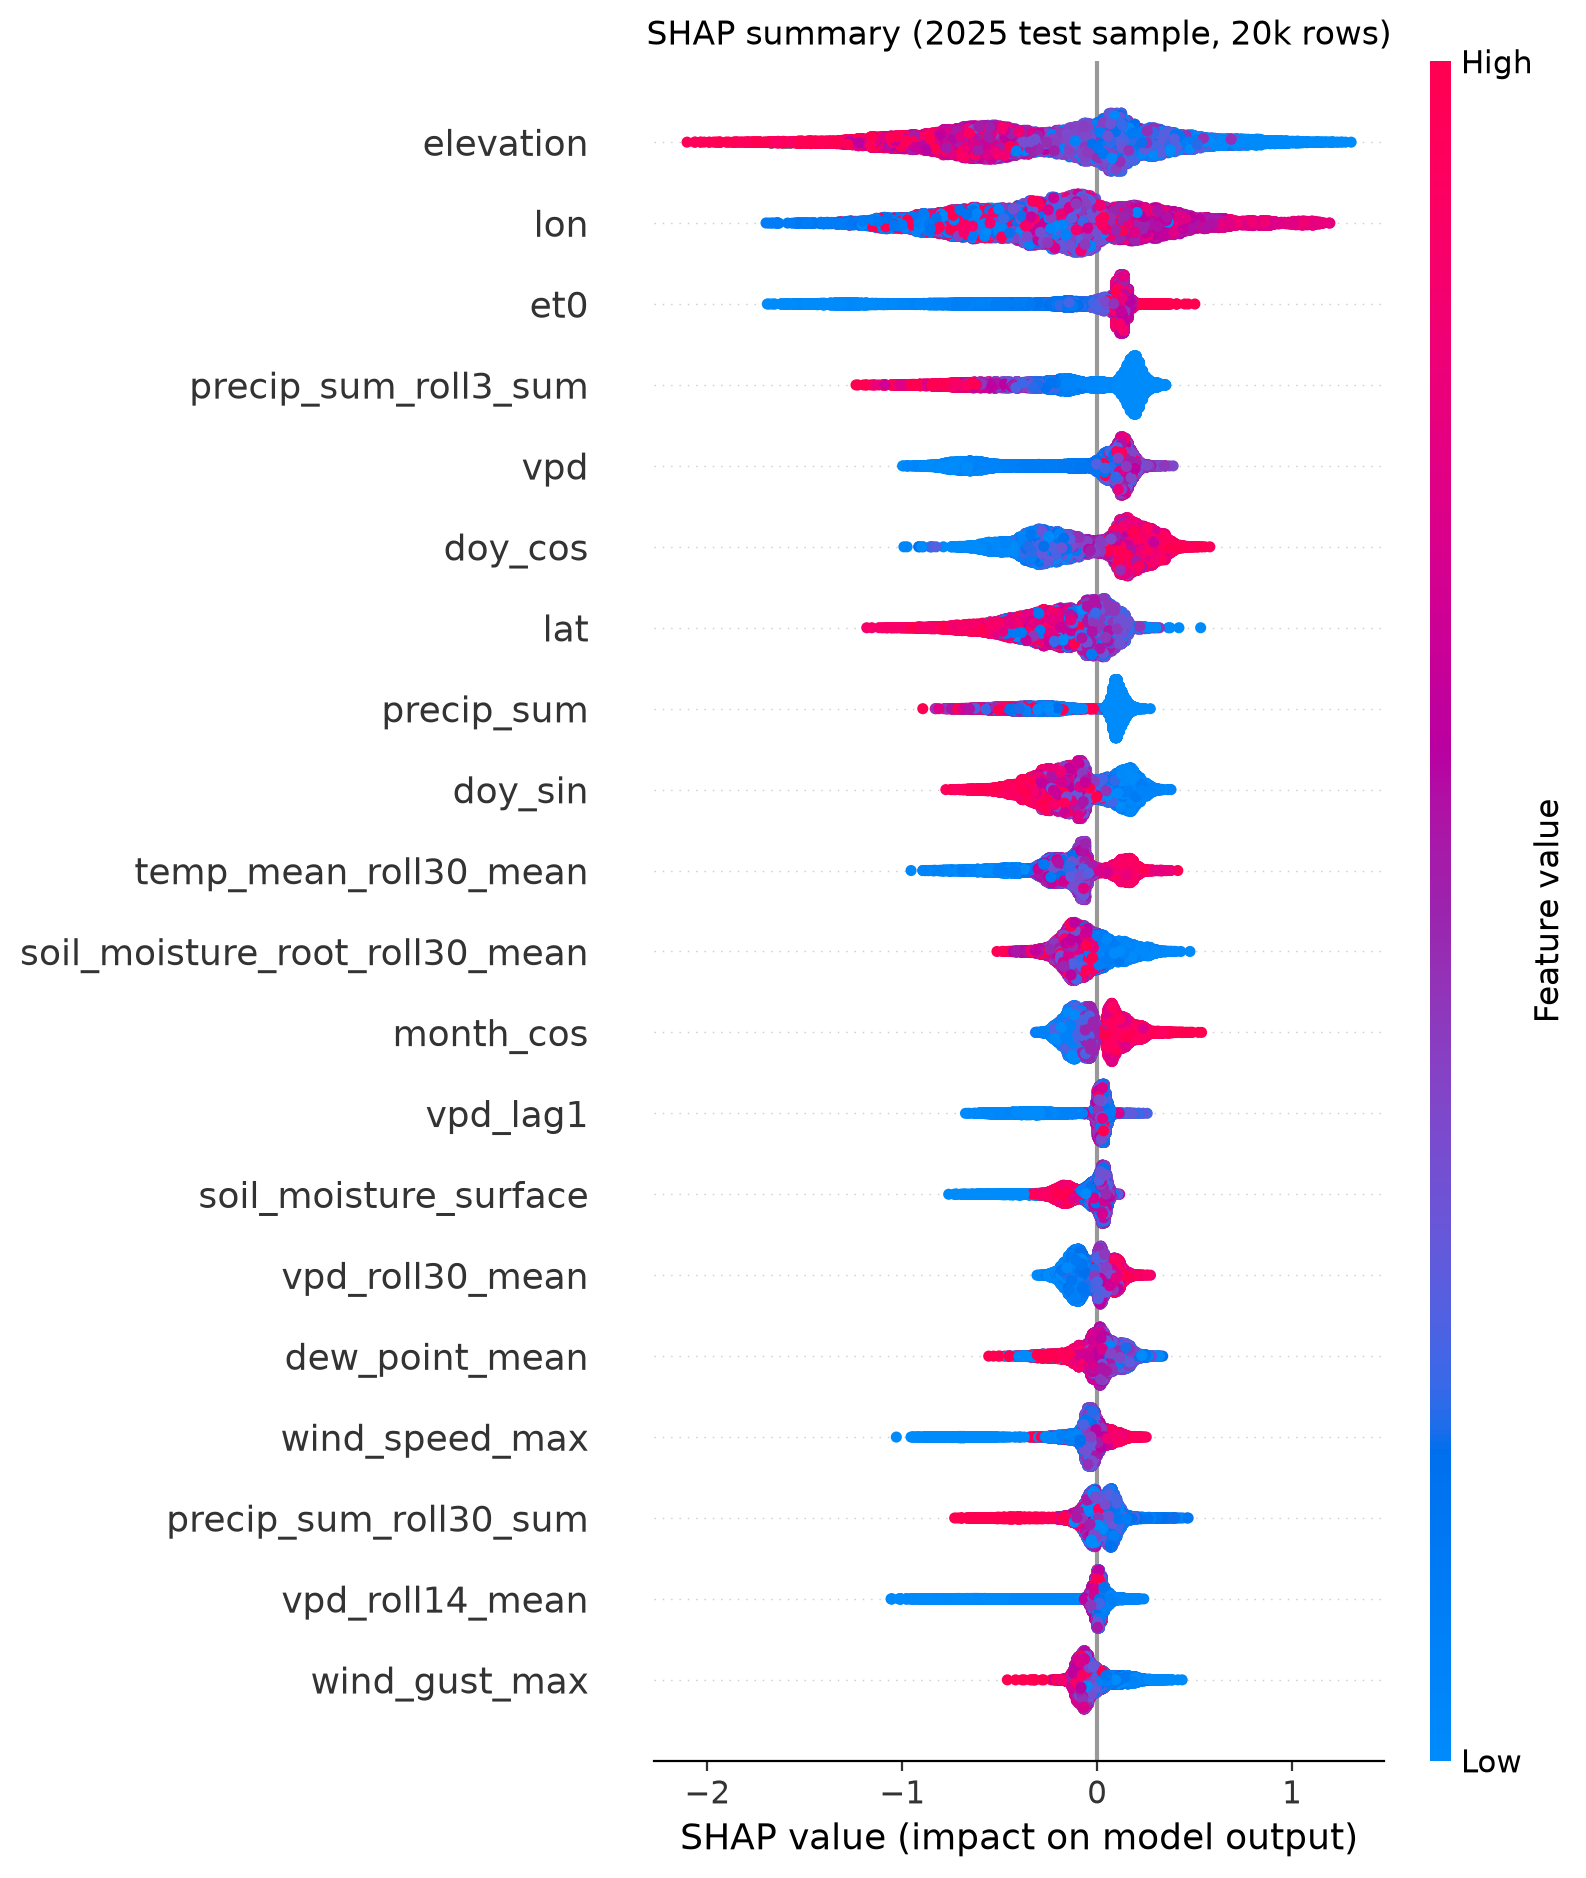 SHAP summary (2025 test sample, 20k rows)
High
elevation
lon
et0
precip_sum_roll3_sum
vpd
doy_cos
lat
precip_sum
doy_sin
temp_mean_roll30_mean
soil_moisture_root_roll30_mean
month_cos
vpd_lag1
soil_moisture_surface
vpd_roll30_mean
dew_point_mean
wind_speed_max
precip_sum_roll30_sum
vpd_roll14_mean
wind_gust_max
Feature value
Low
−2 −1 0 1
SHAP value (impact on model output)